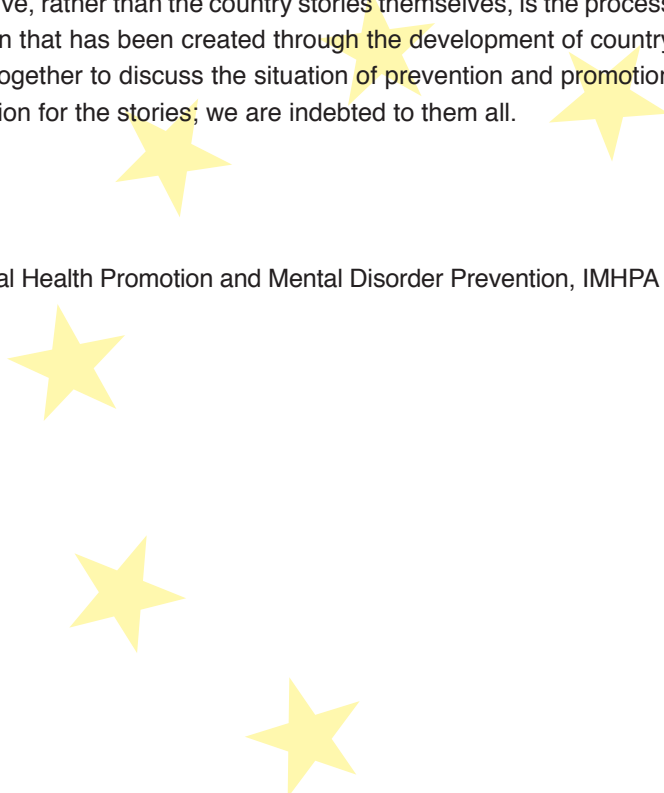 ve, rather than the country stories themselves, is the process
n that has been created through the development of country
ogether to discuss the situation of prevention and promotion
ion for the stories; we are indebted to them all.
al Health Promotion and Mental Disorder Prevention, IMHPA